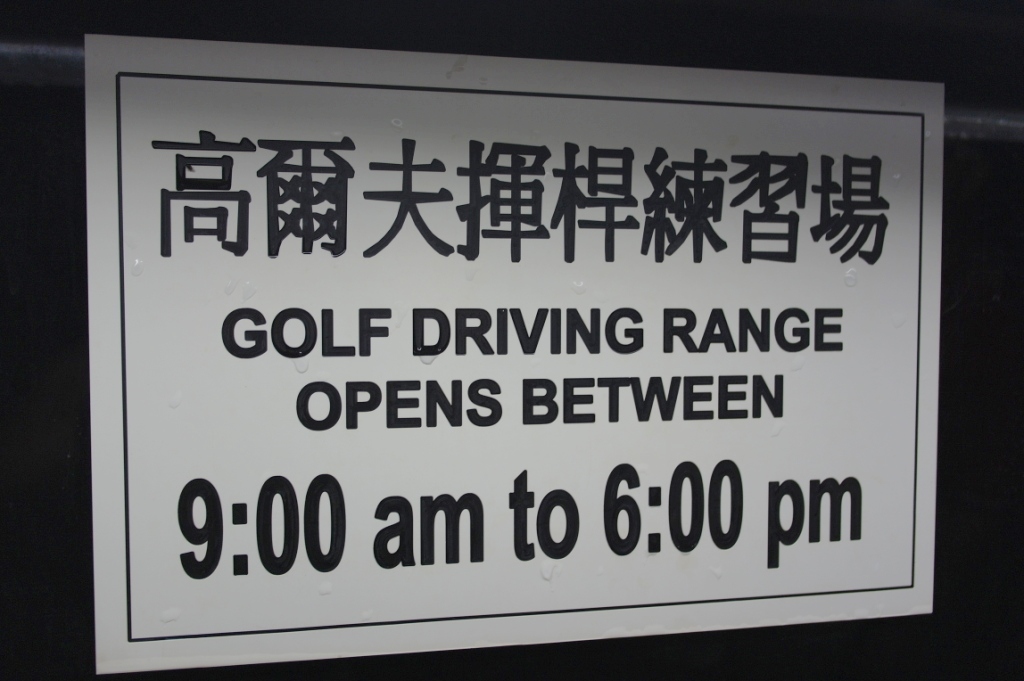 高爾夫揮桿練習場
GOLF DRIVING RANGE
OPENS BETWEEN
9:00 am to 6:00 pm